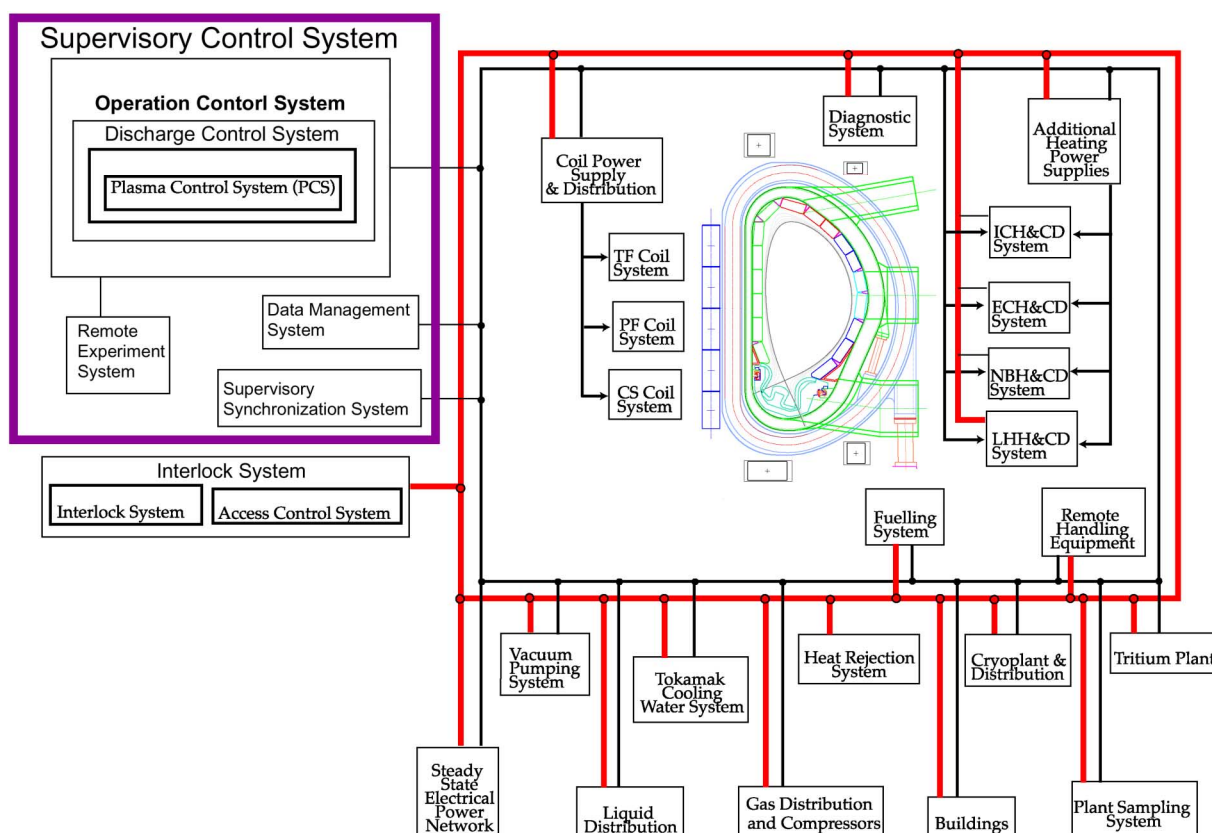 Supervisory Control System
Operation Contorl System
Discharge Control System
Plasma Control System (PCS)
Remote
Experiment
System
Data Management
System
Supervisory
Synchronization System
Interlock System
Interlock System
Access Control System
Coil Power
Supply
& Distribution
TF Coil
System
PF Coil
System
CS Coil
System
Diagnostic
System
Additional
Heating
Power
Supplies
ICH&CD
System
ECH&CD
System
NBH&CD
System
LHH&CD
System
Fuelling
System
Remote
Handling
Equipment
Vacuum
Pumping
System
Tokamak
Cooling
Water System
Heat Rejection
System
Cryoplant &
Distribution
Tritium Plant
Steady
State
Electrical
Power
Network
Liquid
Distribution
Gas Distribution
and Compressors
Buildings
Plant Sampling
System